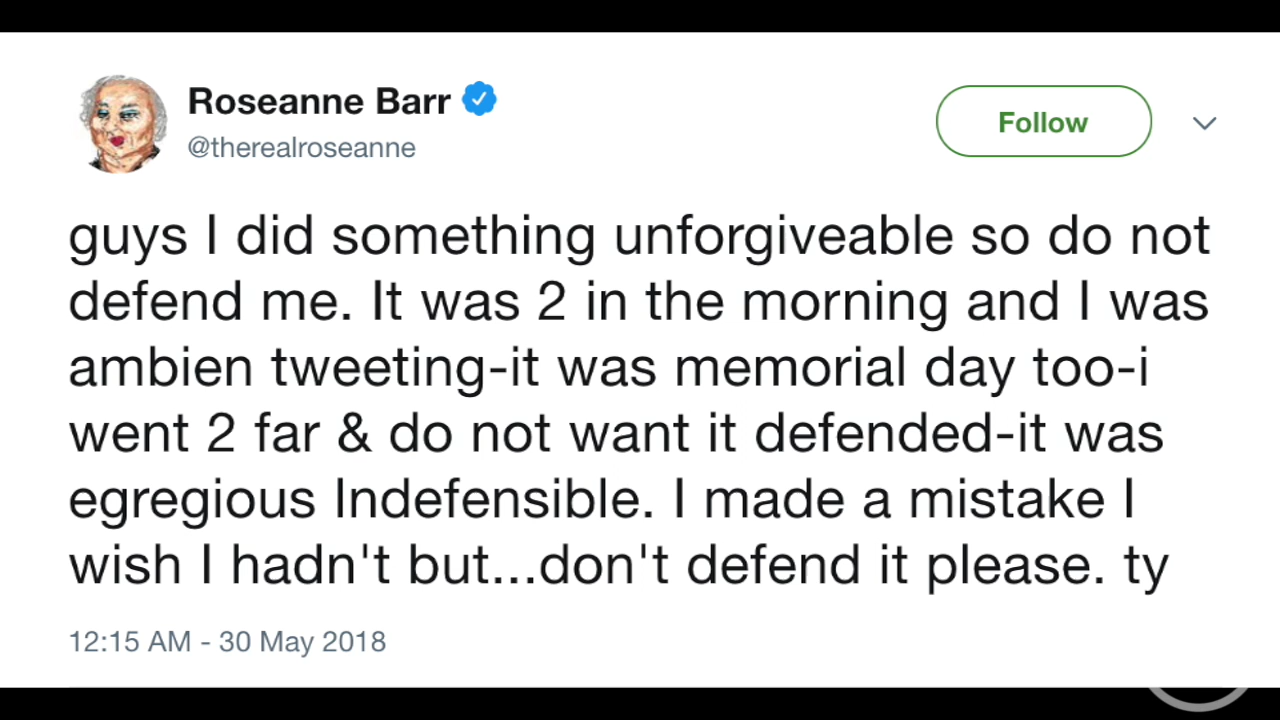 Roseanne Barr
@therealroseanne
Follow
guys I did something unforgiveable so do not
defend me. It was 2 in the morning and I was
ambien tweeting-it was memorial day too-i
went 2 far & do not want it defended-it was
egregious Indefensible. I made a mistake I
wish I hadn't but...don't defend it please. ty
12:15 AM - 30 May 2018